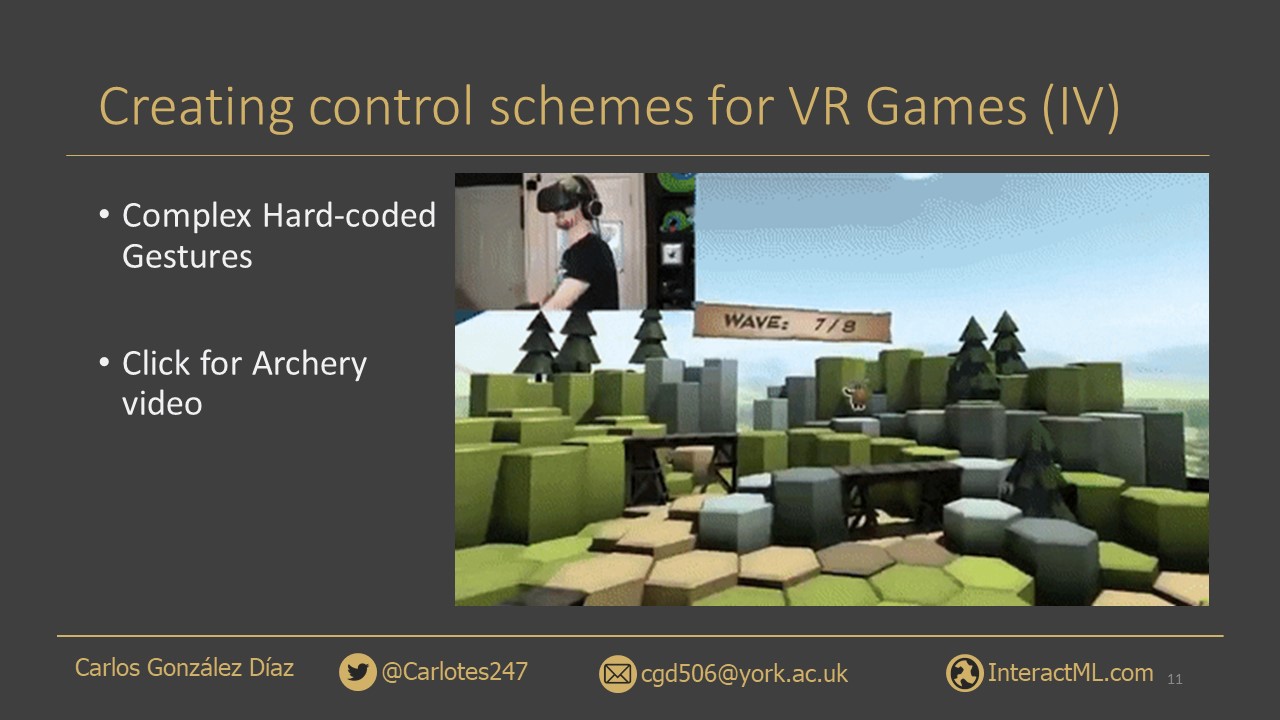 Creating control schemes for VR Games (IV)
• Complex Hard-coded
Gestures
• Click for Archery
video
WAVE: 7/8
Carlos González Díaz
@Carlotes247
cgd506@york.ac.uk
InteractML.com
11